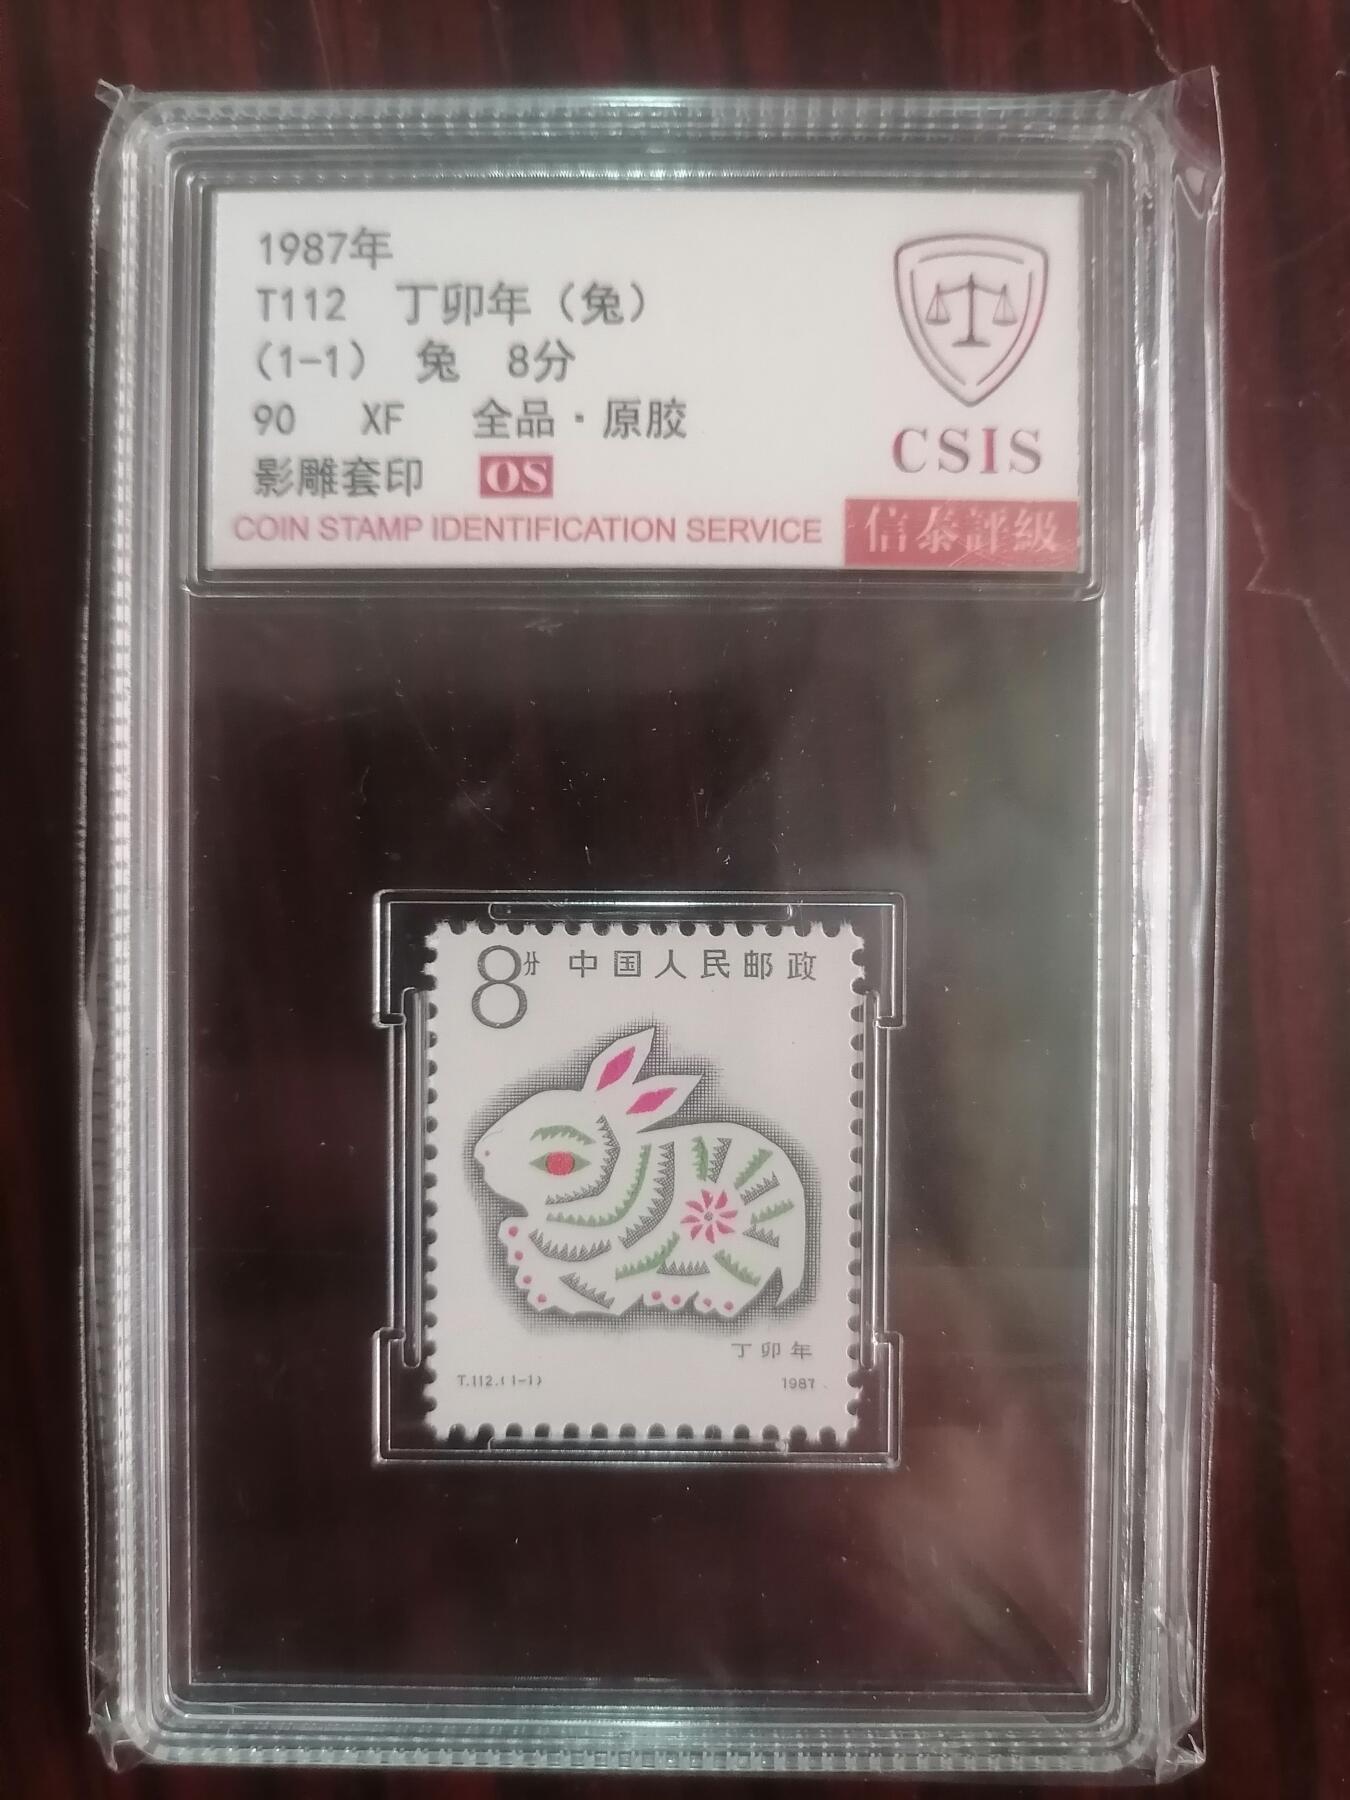 1987年
T112 丁卯年（兔）
(1-1) 兔 8分
90 XF 全品·原胶
影雕套印 OS
COIN STAMP IDENTIFICATION SERVICE
CSIS
信泰評級
8分 中国人民邮政
丁卯年
T.112.(1-1) 1987